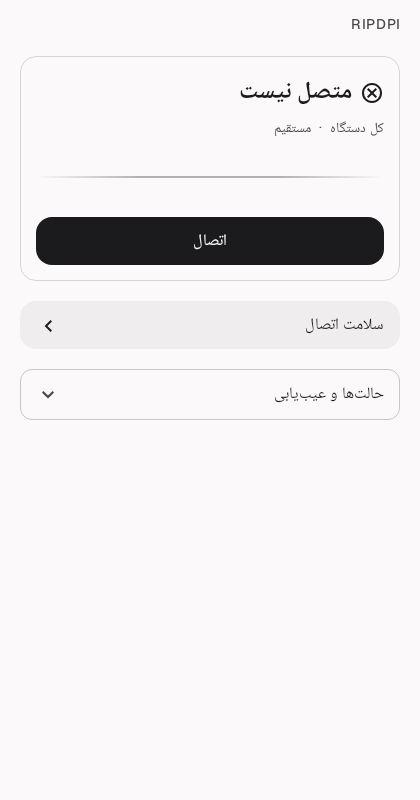 RIPDPI
متصل نیست
کل دستگاه · مستقیم
اتصال
سلامت اتصال
حالت‌ها و عیب‌یابی